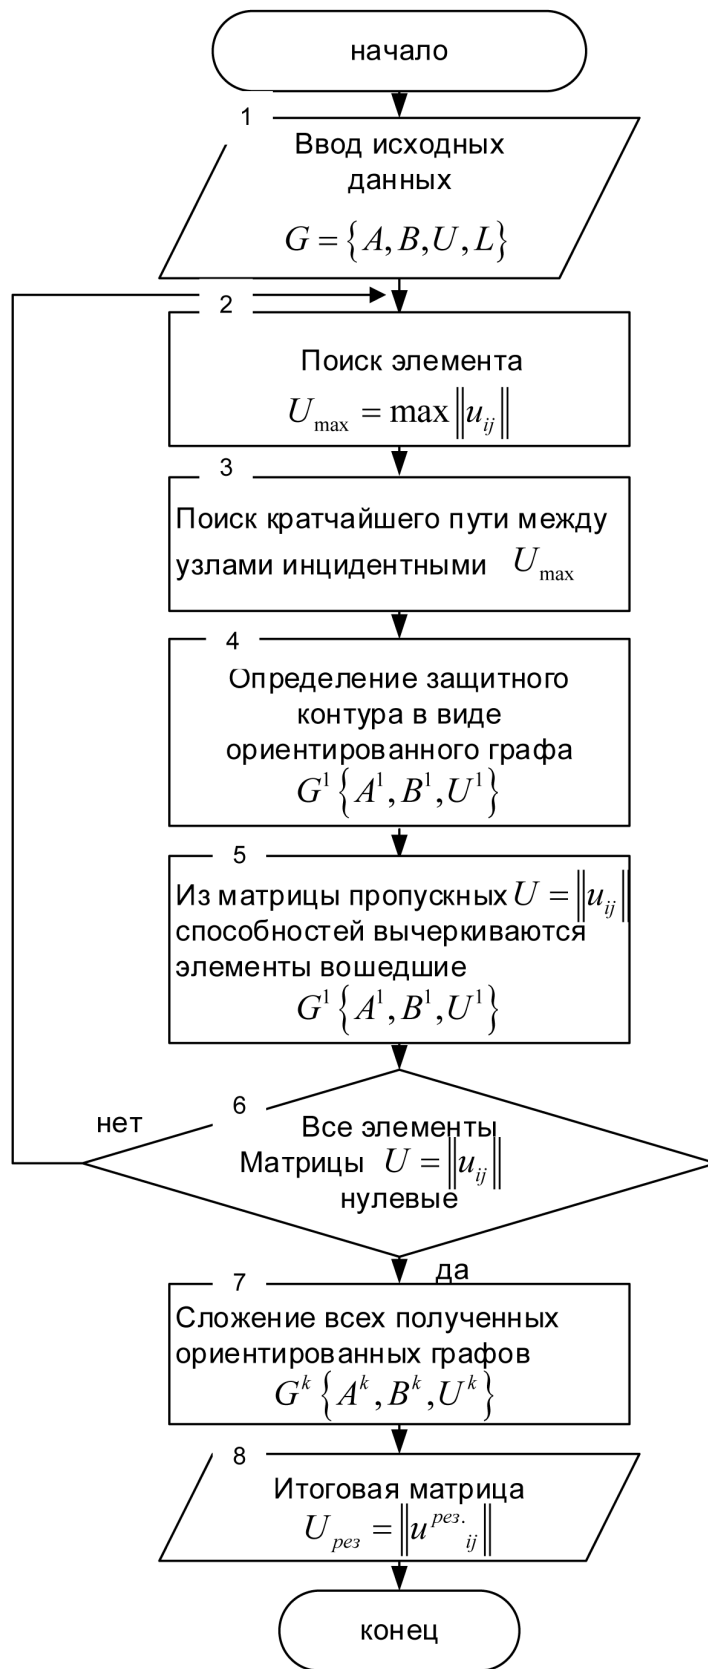 начало
1
Ввод исходных
данных
G = {A, B, U, L}
2
Поиск элемента
U_max = max‖u_ij‖
3
Поиск кратчайшего пути между
узлами инцидентными U_max
4
Определение защитного
контура в виде
ориентированного графа
G^1 {A^1, B^1, U^1}
5
Из матрицы пропускных U = ‖u_ij‖
способностей вычеркиваются
элементы вошедшие
G^1 {A^1, B^1, U^1}
6
нет
Все элементы
Матрицы U = ‖u_ij‖
нулевые
да
7
Сложение всех полученных
ориентированных графов
G^k {A^k, B^k, U^k}
8
Итоговая матрица
U_рез = ‖u^рез._ij‖
конец